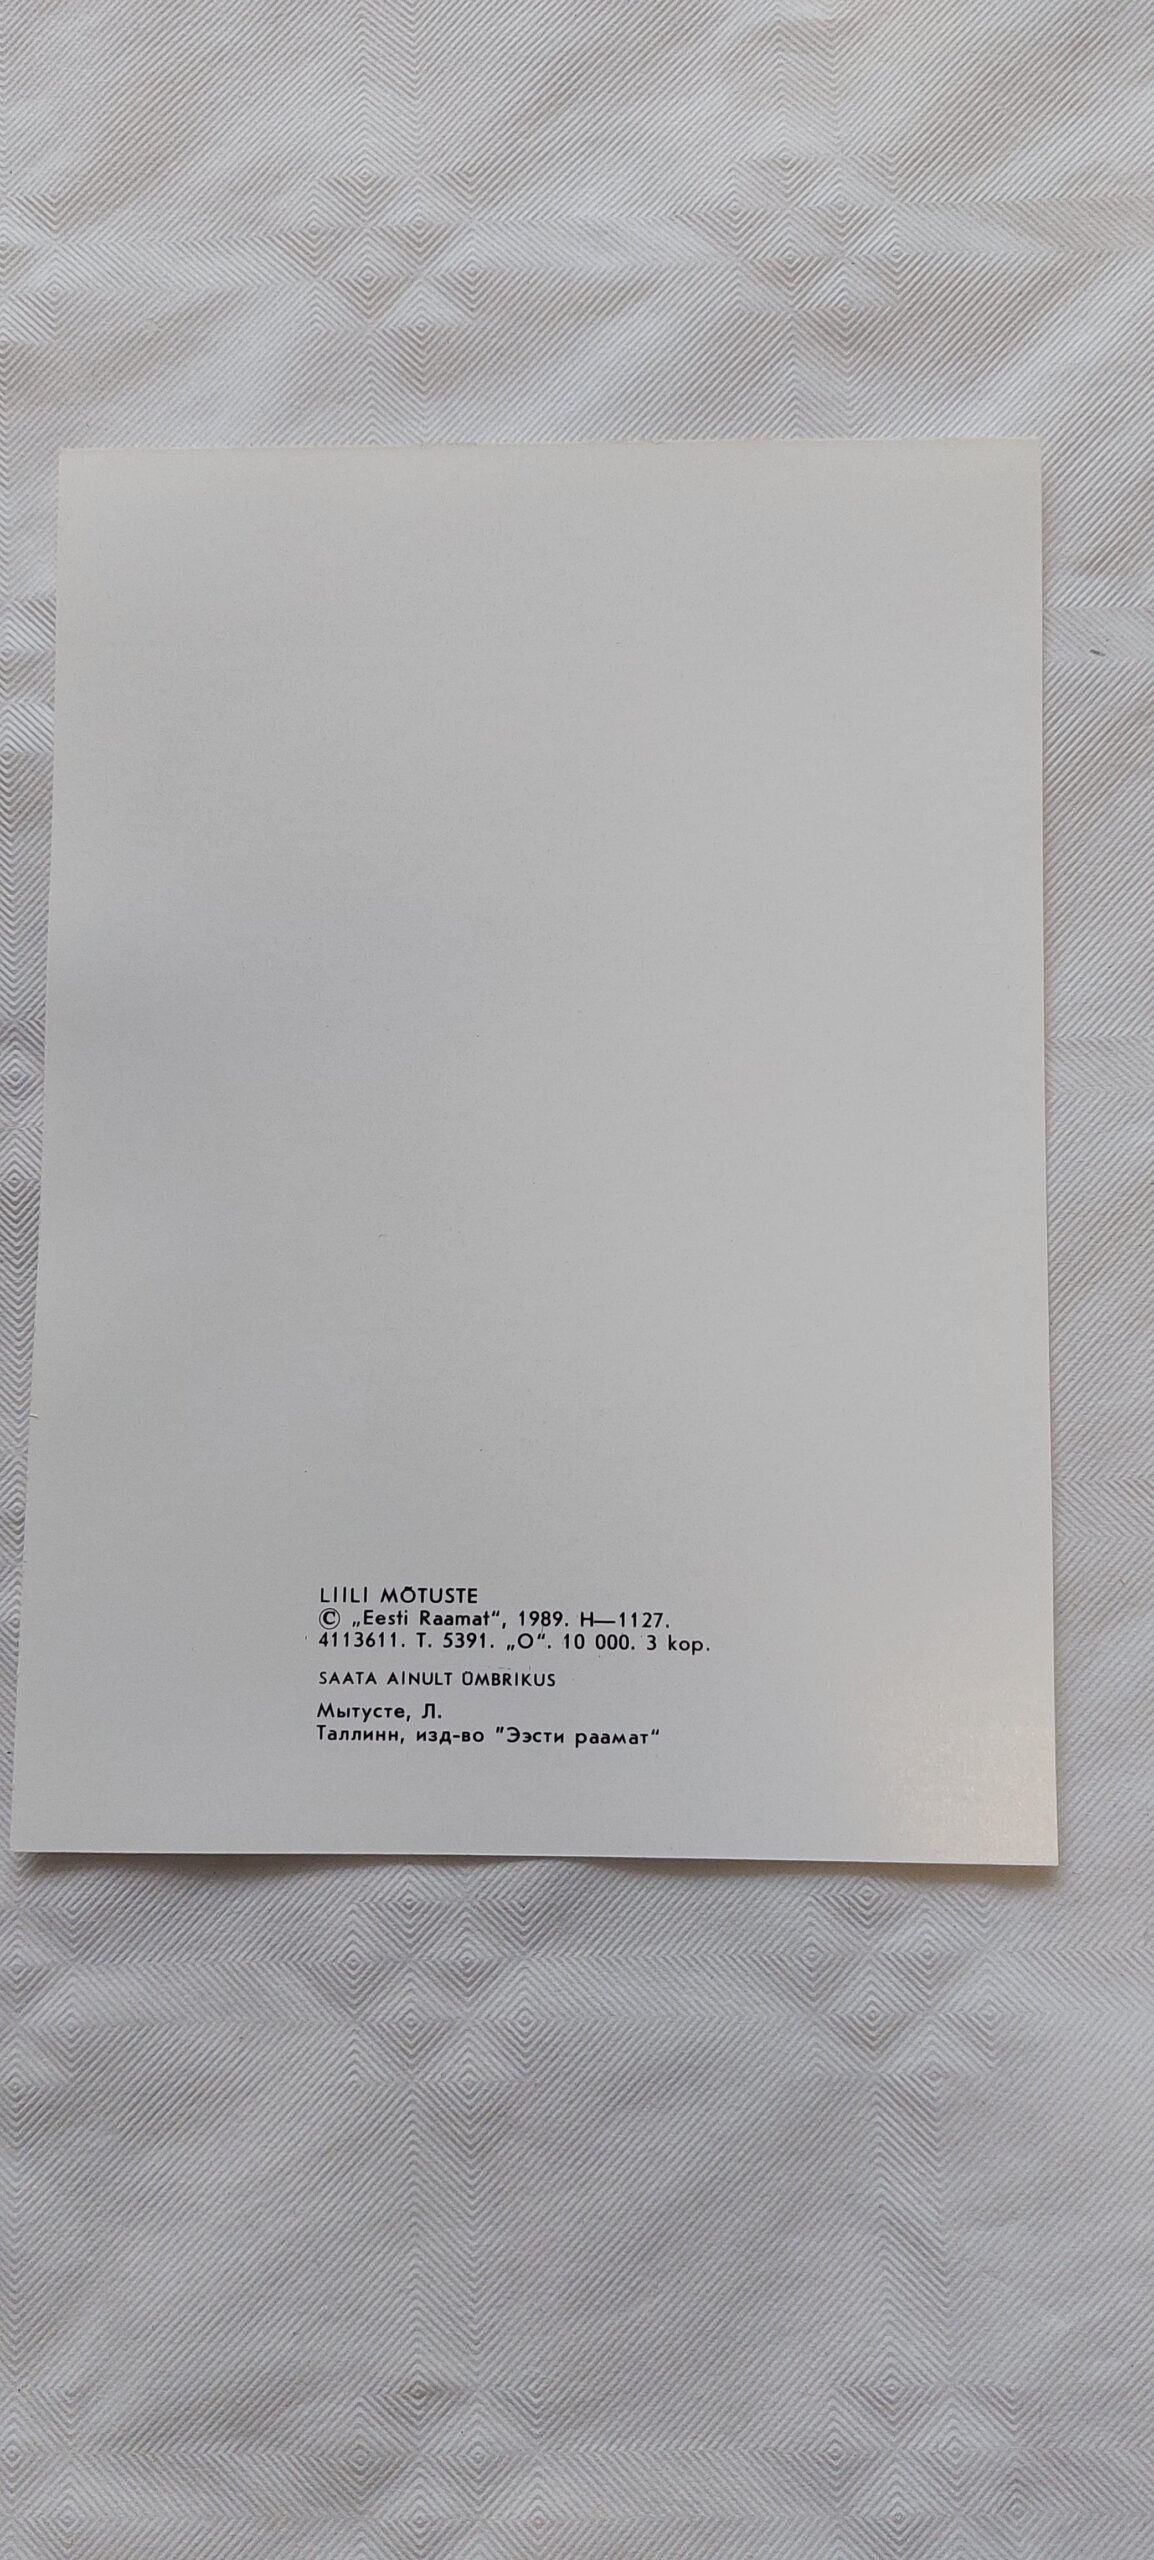 LIILI MÕTUSTE
© „Eesti Raamat“, 1989. H—1127.
4113611. T. 5391. „O“. 10 000. 3 kop.
SAATA AINULT ÜMBRIKUS
Мытусте, Л.
Таллинн, изд-во "Ээсти раамат“